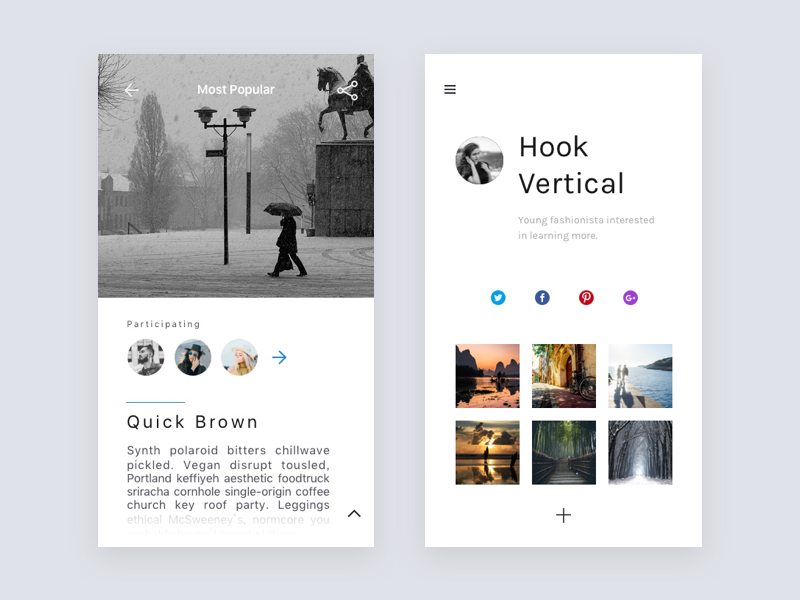 Most Popular
Participating
Quick Brown
Synth polaroid bitters chillwave
pickled. Vegan disrupt tousled,
Portland keffiyeh aesthetic foodtruck
sriracha cornhole single-origin coffee
church key roof party. Leggings
ethical McSweeney's, normcore you
Hook
Vertical
Young fashionista interested
in learning more.